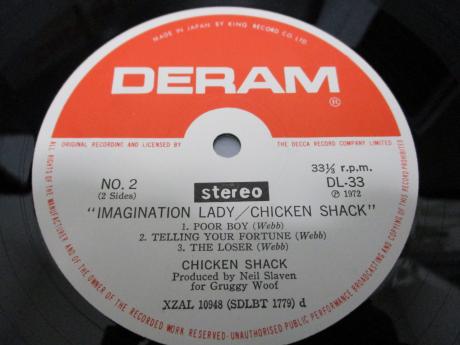 MADE IN JAPAN BY KING RECORD CO. LTD.
DERAM®
ORIGINAL RECORDING AND LICENSED BY THE DECCA RECORD COMPANY LIMITED
NO. 2
(2 Sides)
stereo
33⅓ r.p.m.
DL-33
℗ 1972
"IMAGINATION LADY/CHICKEN SHACK"
1. POOR BOY (Webb)
2. TELLING YOUR FORTUNE (Webb)
3. THE LOSER (Webb)
CHICKEN SHACK
Produced by Neil Slaven
for Gruggy Woof
XZAL 10948 (SDLBT 1779) d
ALL RIGHTS OF THE MANUFACTURER AND OF THE OWNER OF THE RECORDED WORK RESERVED-UNAUTHORISED PUBLIC PERFORMANCE BROADCASTING AND COPYING OF THIS RECORD PROHIBITED